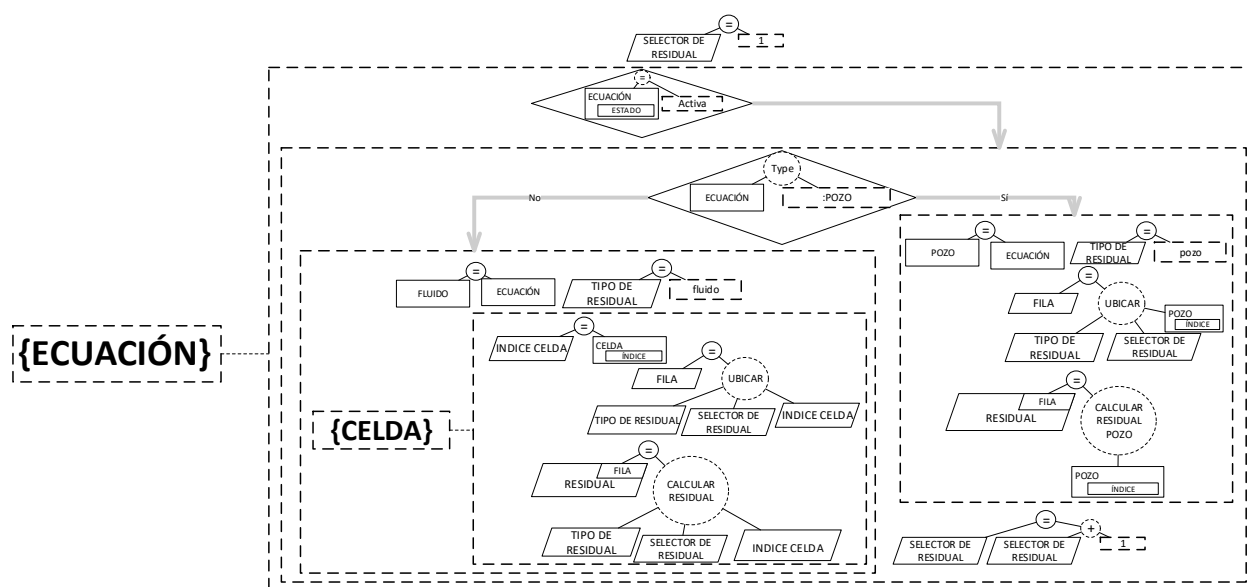 =
SELECTOR DE
RESIDUAL
1
=
ECUACIÓN
ESTADO
Activa
Type
ECUACIÓN
:POZO
No
Sí
=
FLUIDO
ECUACIÓN
=
TIPO DE
RESIDUAL
fluido
=
POZO
ECUACIÓN
=
TIPO DE
RESIDUAL
pozo
=
FILA
UBICAR
POZO
ÍNDICE
TIPO DE
RESIDUAL
SELECTOR DE
RESIDUAL
{ECUACIÓN}
=
INDICE CELDA
CELDA
ÍNDICE
=
FILA
UBICAR
TIPO DE RESIDUAL
SELECTOR DE
RESIDUAL
INDICE CELDA
{CELDA}
=
FILA
RESIDUAL
CALCULAR
RESIDUAL
TIPO DE
RESIDUAL
SELECTOR DE
RESIDUAL
INDICE CELDA
=
FILA
RESIDUAL
CALCULAR
RESIDUAL
POZO
POZO
ÍNDICE
=
SELECTOR DE
RESIDUAL
+
SELECTOR DE
RESIDUAL
1